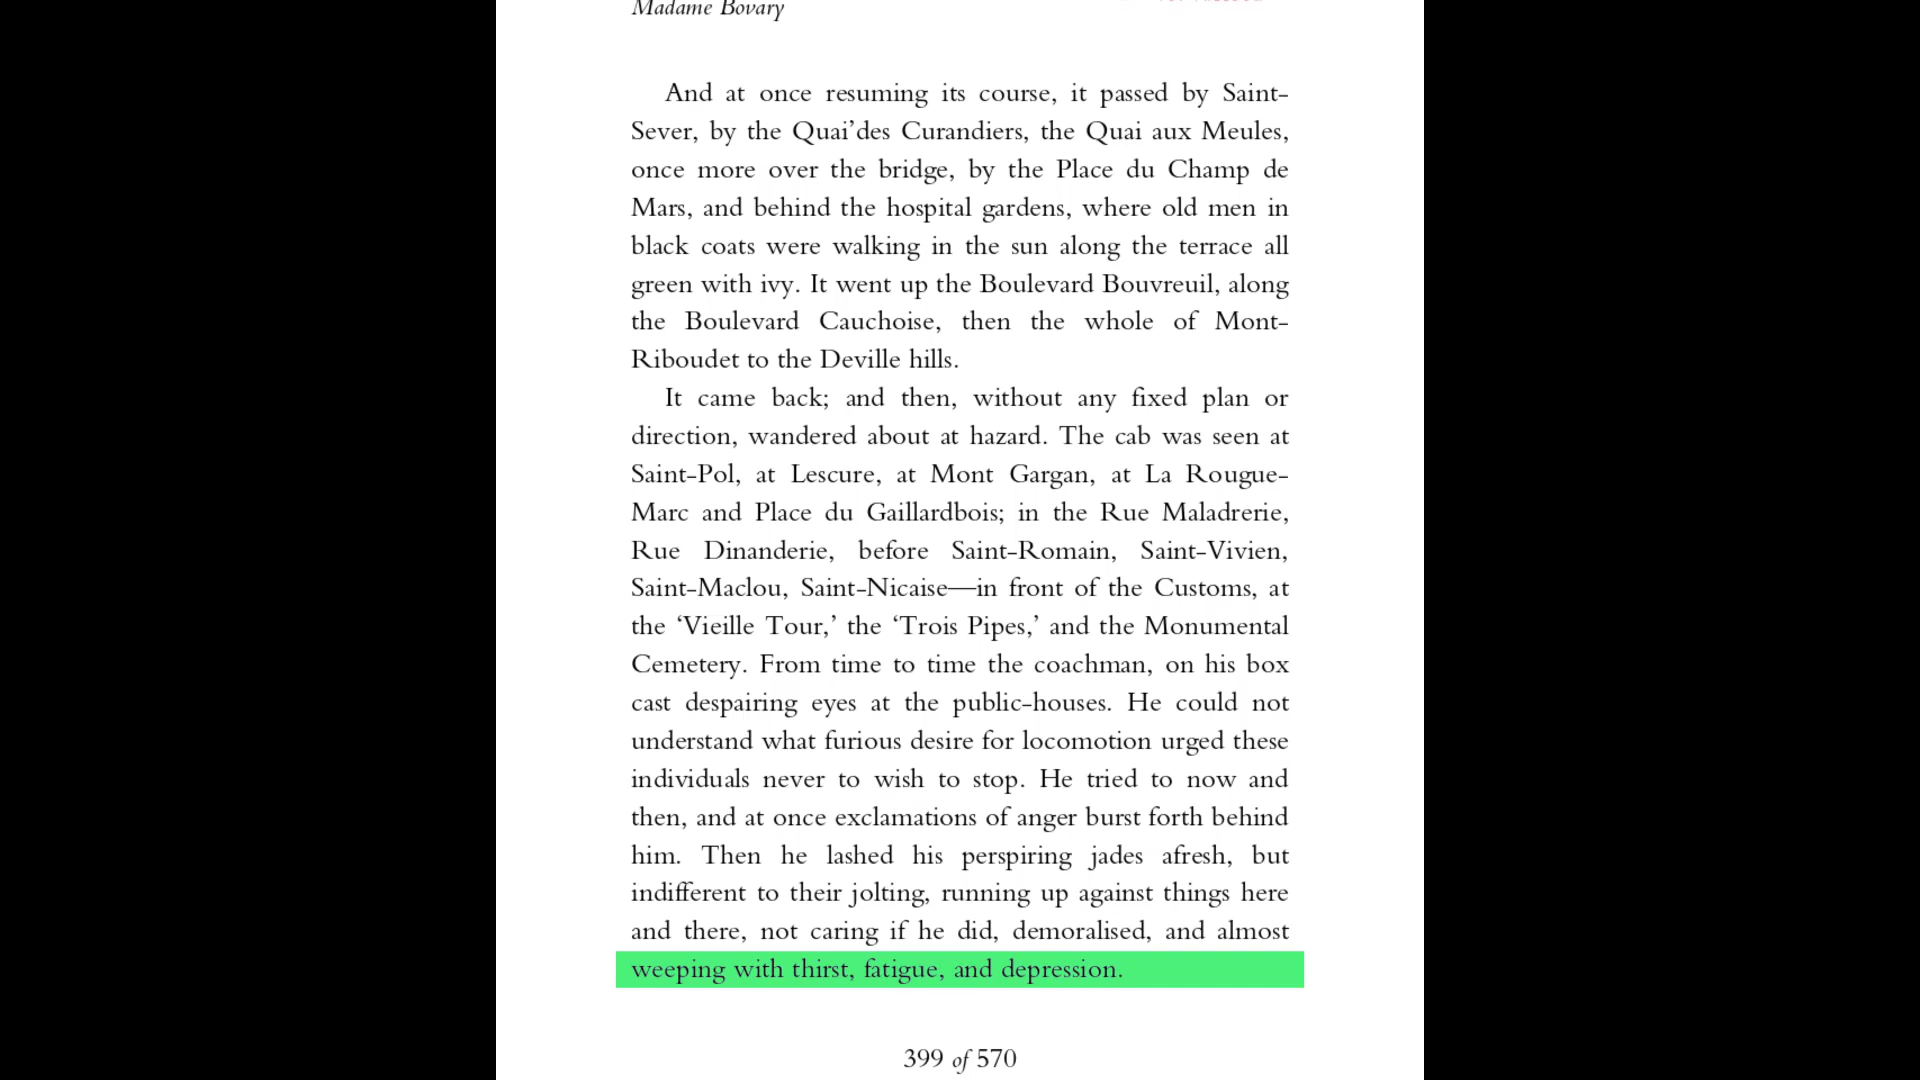 Madame Bovary
And at once resuming its course, it passed by Saint-
Sever, by the Quai'des Curandiers, the Quai aux Meules,
once more over the bridge, by the Place du Champ de
Mars, and behind the hospital gardens, where old men in
black coats were walking in the sun along the terrace all
green with ivy. It went up the Boulevard Bouvreuil, along
the Boulevard Cauchoise, then the whole of Mont-
Riboudet to the Deville hills.
It came back; and then, without any fixed plan or
direction, wandered about at hazard. The cab was seen at
Saint-Pol, at Lescure, at Mont Gargan, at La Rougue-
Marc and Place du Gaillardbois; in the Rue Maladrerie,
Rue Dinanderie, before Saint-Romain, Saint-Vivien,
Saint-Maclou, Saint-Nicaise—in front of the Customs, at
the ‘Vieille Tour,’ the ‘Trois Pipes,’ and the Monumental
Cemetery. From time to time the coachman, on his box
cast despairing eyes at the public-houses. He could not
understand what furious desire for locomotion urged these
individuals never to wish to stop. He tried to now and
then, and at once exclamations of anger burst forth behind
him. Then he lashed his perspiring jades afresh, but
indifferent to their jolting, running up against things here
and there, not caring if he did, demoralised, and almost
weeping with thirst, fatigue, and depression.
399 of 570